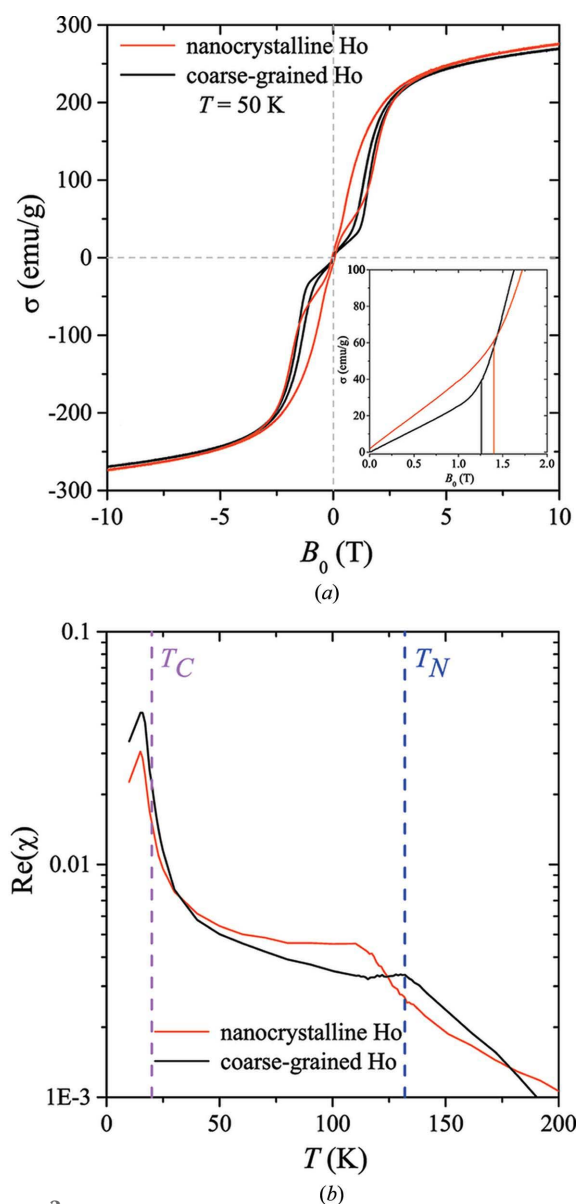 300
nanocrystalline Ho
coarse-grained Ho
T = 50 K
200
100
0
-100
-200
-300
σ (emu/g)
100
80
60
40
20
0
σ (emu/g)
0.0 0.5 1.0 1.5 2.0
B0 (T)
-10 -5 0 5 10
B0 (T)
(a)
0.1
TC TN
0.01
1E-3
Re(χ)
nanocrystalline Ho
coarse-grained Ho
0 50 100 150 200
T (K)
(b)